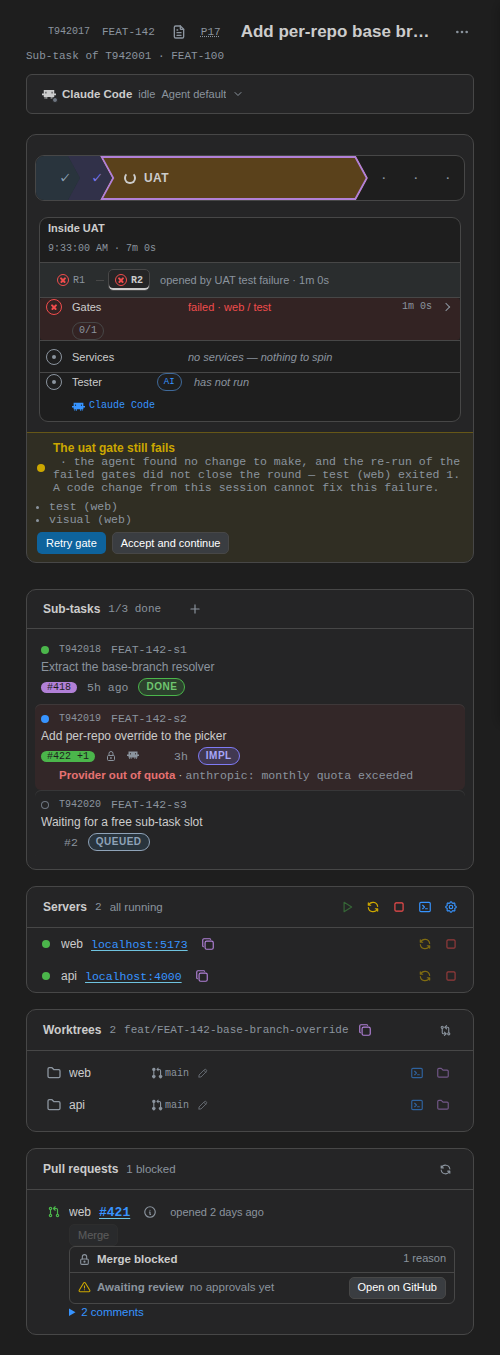 T942017 FEAT-142 P17 Add per-repo base br…
Sub-task of T942001 · FEAT-100
Claude Code idle Agent default
✓ ✓ UAT · · ·
Inside UAT
9:33:00 AM · 7m 0s
R1 — R2 opened by UAT test failure · 1m 0s
Gates failed · web / test 1m 0s
0/1
Services no services — nothing to spin
Tester AI has not run
Claude Code
The uat gate still fails
· the agent found no change to make, and the re-run of the
failed gates did not close the round — test (web) exited 1.
A code change from this session cannot fix this failure.
• test (web)
• visual (web)
Retry gate Accept and continue
Sub-tasks 1/3 done
T942018 FEAT-142-s1
Extract the base-branch resolver
#418 5h ago DONE
T942019 FEAT-142-s2
Add per-repo override to the picker
#422 +1 3h IMPL
Provider out of quota · anthropic: monthly quota exceeded
T942020 FEAT-142-s3
Waiting for a free sub-task slot
#2 QUEUED
Servers 2 all running
web localhost:5173
api localhost:4000
Worktrees 2 feat/FEAT-142-base-branch-override
web main
api main
Pull requests 1 blocked
web #421 opened 2 days ago
Merge
Merge blocked 1 reason
Awaiting review no approvals yet Open on GitHub
2 comments